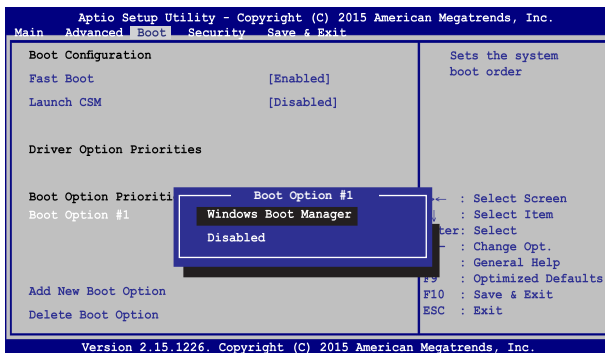 Aptio Setup Utility - Copyright (C) 2015 American Megatrends, Inc.
Main Advanced Boot Security Save & Exit
Boot Configuration
Fast Boot [Enabled]
Launch CSM [Disabled]
Driver Option Priorities
Boot Option Prioriti
Boot Option #1
Add New Boot Option
Delete Boot Option
Boot Option #1
Windows Boot Manager
Disabled
Sets the system
boot order
← : Select Screen
: Select Item
ter: Select
: Change Opt.
: General Help
F9 : Optimized Defaults
F10 : Save & Exit
ESC : Exit
Version 2.15.1226. Copyright (C) 2015 American Megatrends, Inc.